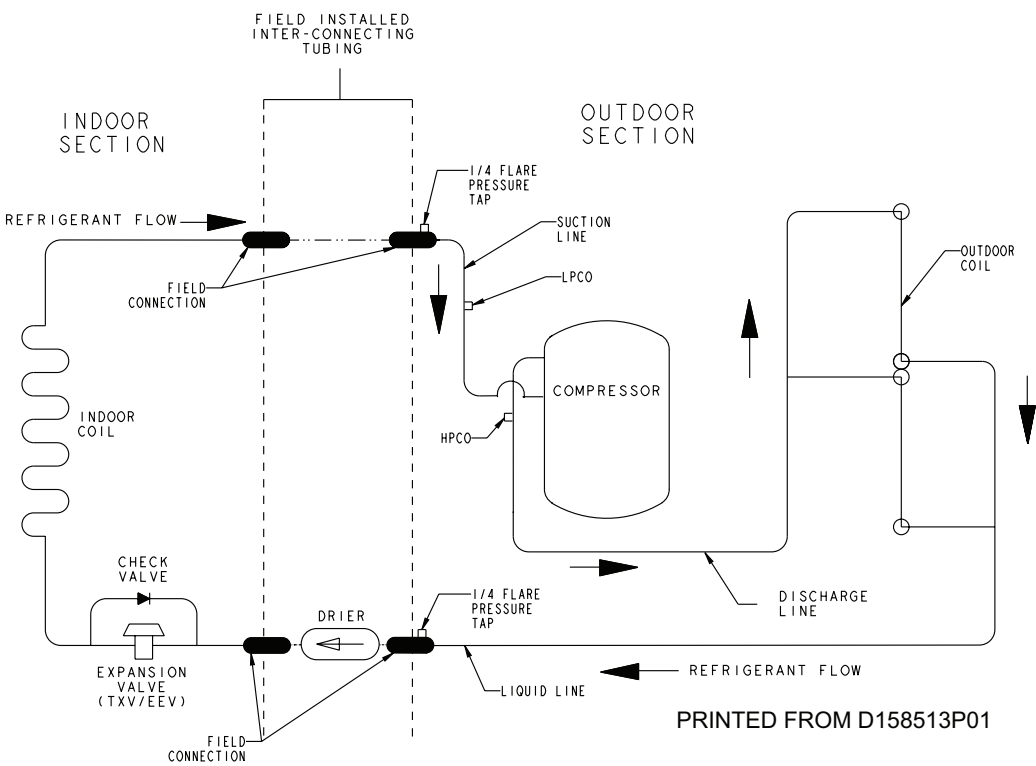 FIELD INSTALLED
INTER-CONNECTING
TUBING
INDOOR
SECTION
OUTDOOR
SECTION
1/4 FLARE
PRESSURE
TAP
REFRIGERANT FLOW
SUCTION
LINE
OUTDOOR
COIL
LPCO
FIELD
CONNECTION
COMPRESSOR
INDOOR
COIL
HPCO
CHECK
VALVE
DRIER
1/4 FLARE
PRESSURE
TAP
DISCHARGE
LINE
EXPANSION
VALVE
(TXV/EEV)
LIQUID LINE
REFRIGERANT FLOW
PRINTED FROM D158513P01
FIELD
CONNECTION